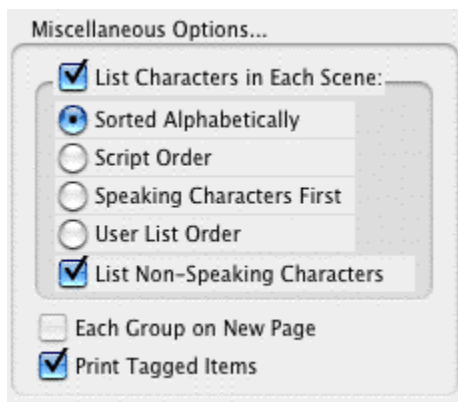 Miscellaneous Options...
List Characters in Each Scene:
Sorted Alphabetically
Script Order
Speaking Characters First
User List Order
List Non-Speaking Characters
Each Group on New Page
Print Tagged Items